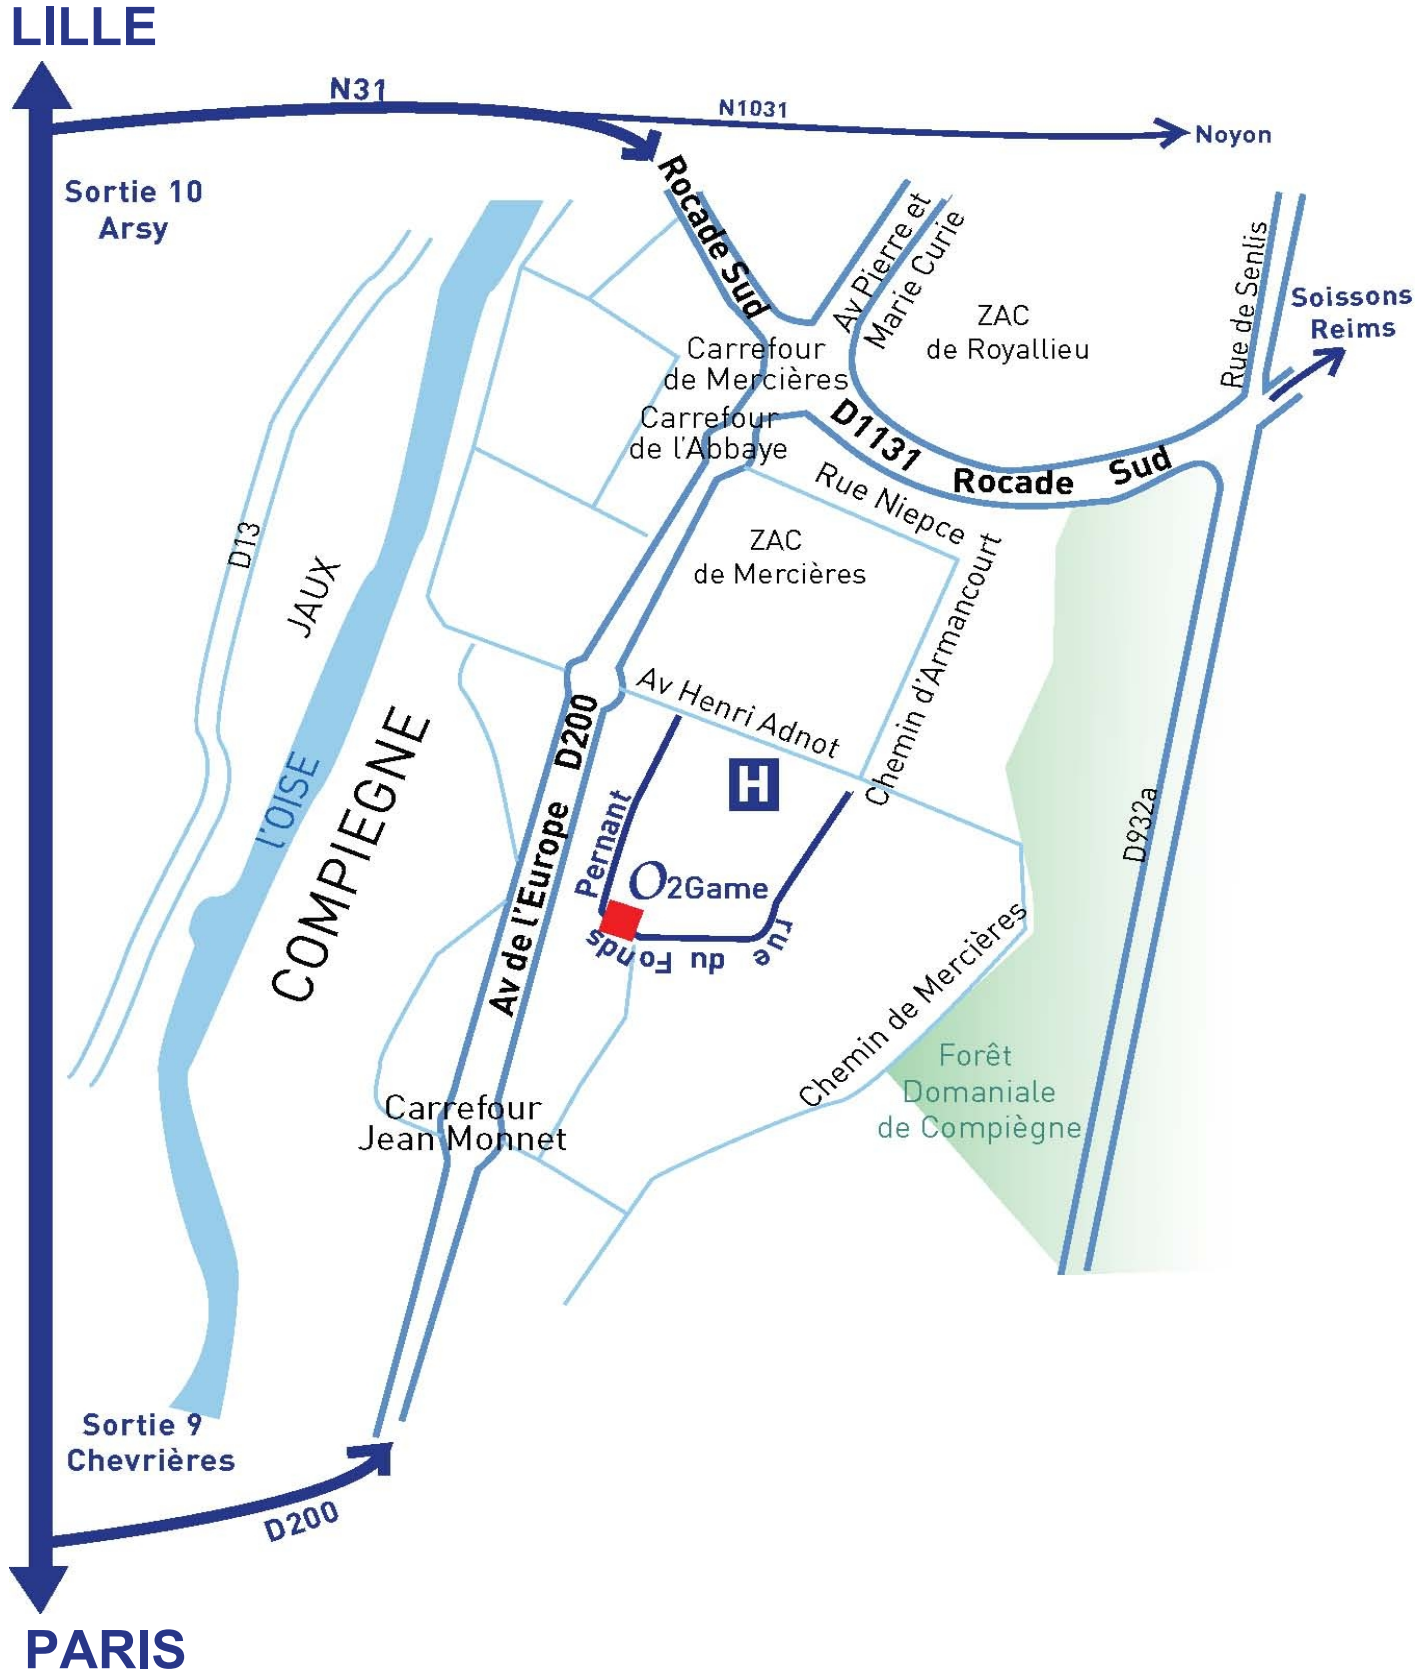 LILLE
N31
N1031
Noyon
Sortie 10
Arsy
Rocade Sud
Av Pierre et
Marie Curie
ZAC
de Royallieu
Rue de Senlis
Soissons
Reims
Carrefour
de Mercières
Carrefour
de l'Abbaye
D1131 Rocade Sud
Rue Niepce
D13
JAUX
ZAC
de Mercières
Chemin d'Armancourt
Av Henri Adnot
l'OISE
COMPIEGNE
Av de l'Europe D200
H
Pernant
O2Game
rue du Fonds
D932a
Chemin de Mercières
Forêt
Domaniale
de Compiègne
Carrefour
Jean Monnet
Sortie 9
Chevrières
D200
PARIS